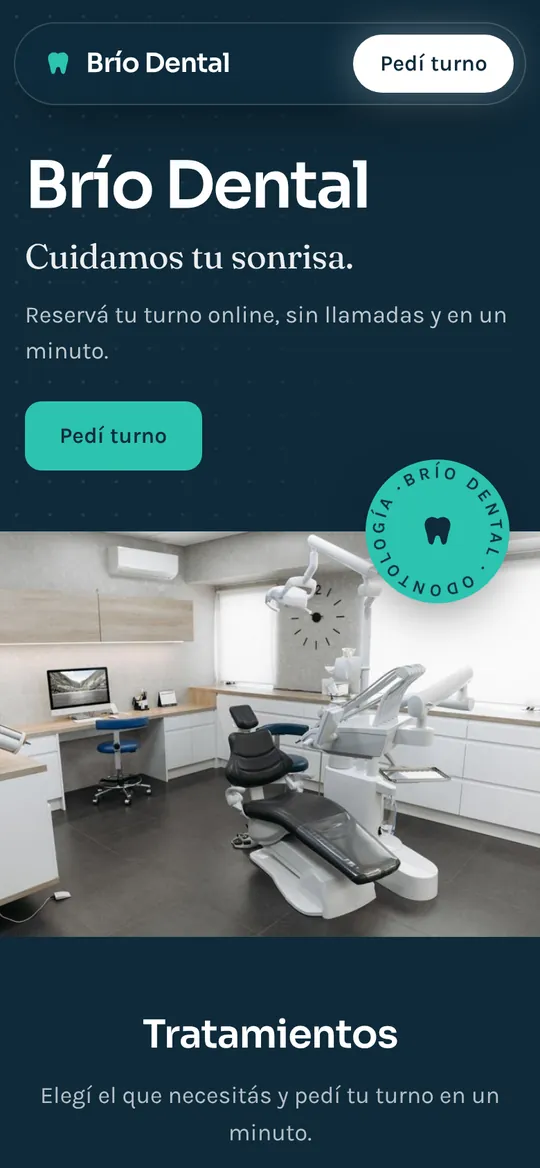 Brío Dental
Pedí turno
Brío Dental
Cuidamos tu sonrisa.
Reservá tu turno online, sin llamadas y en un
minuto.
Pedí turno
BRÍO DENTAL · ODONTOLOGÍA ·
12
Tratamientos
Elegí el que necesitás y pedí tu turno en un
minuto.